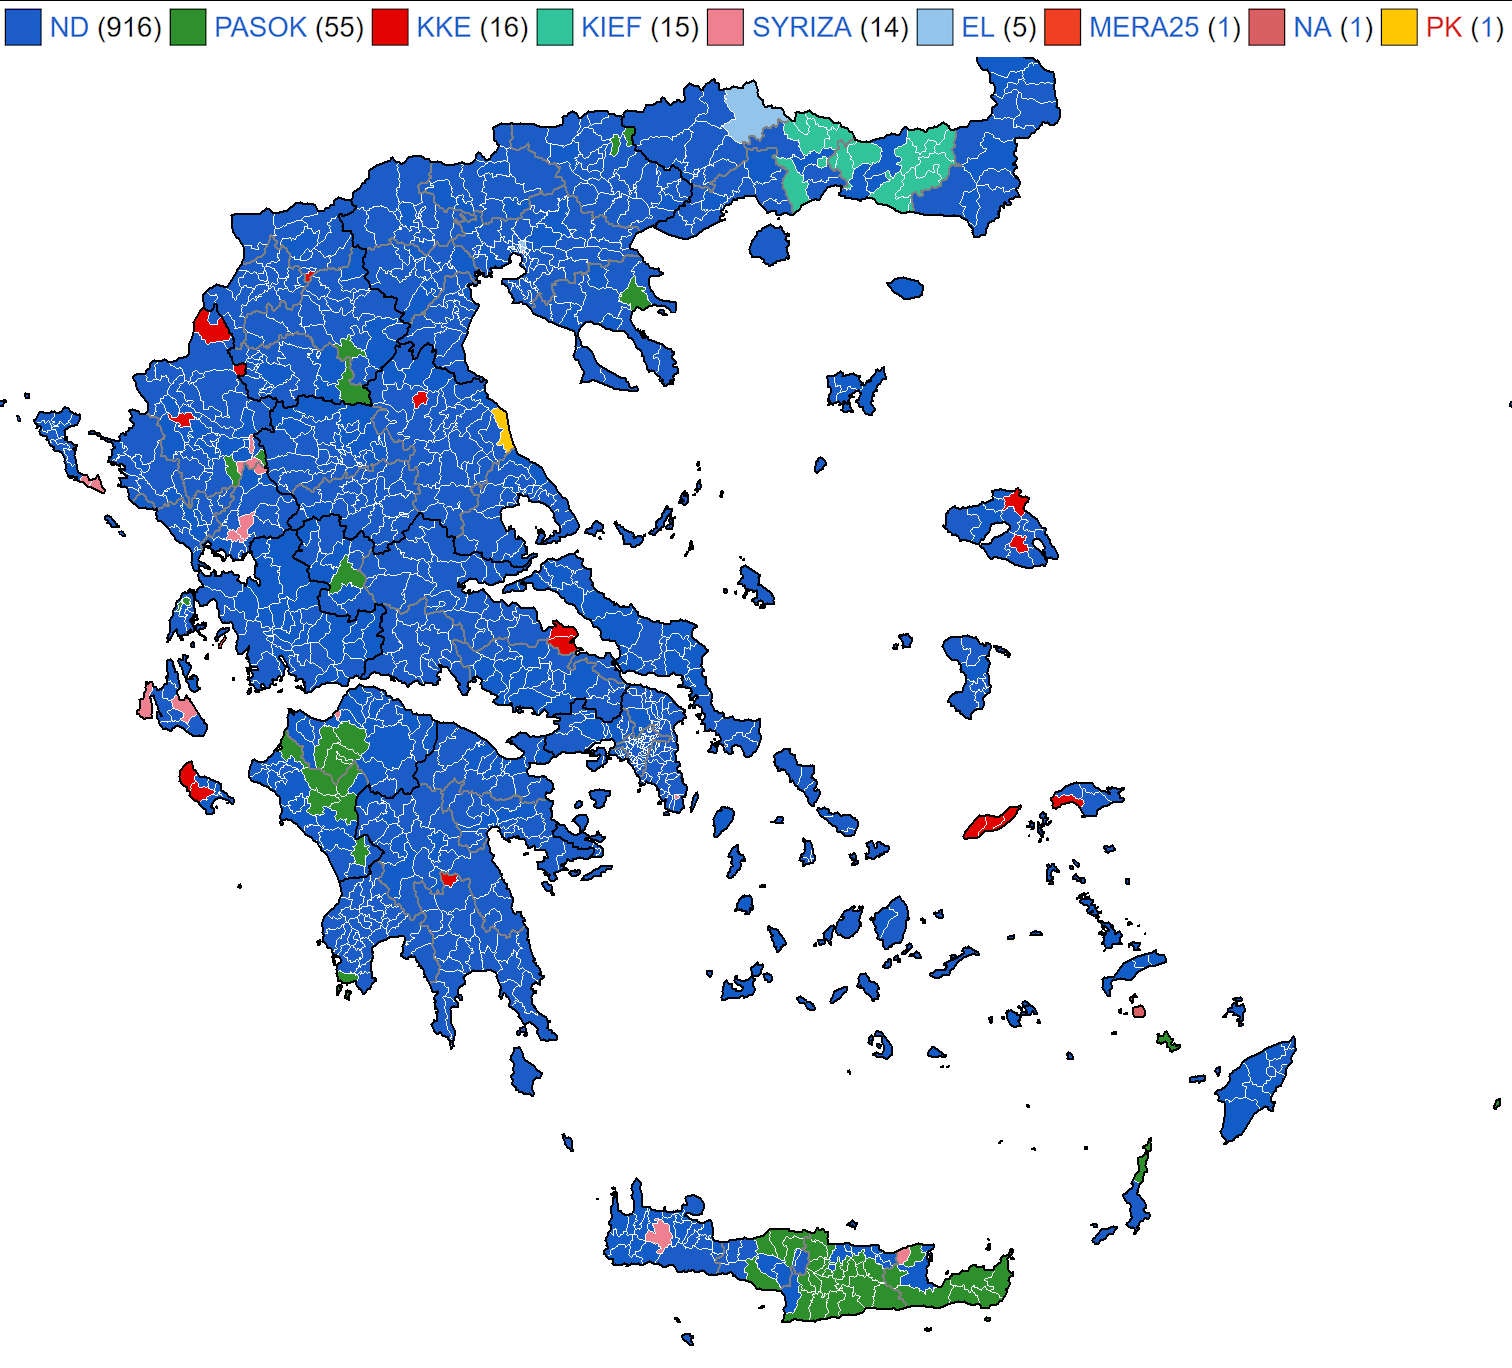 ND (916) PASOK (55) KKE (16) KIEF (15) SYRIZA (14) EL (5) MERA25 (1) NA (1) PK (1)